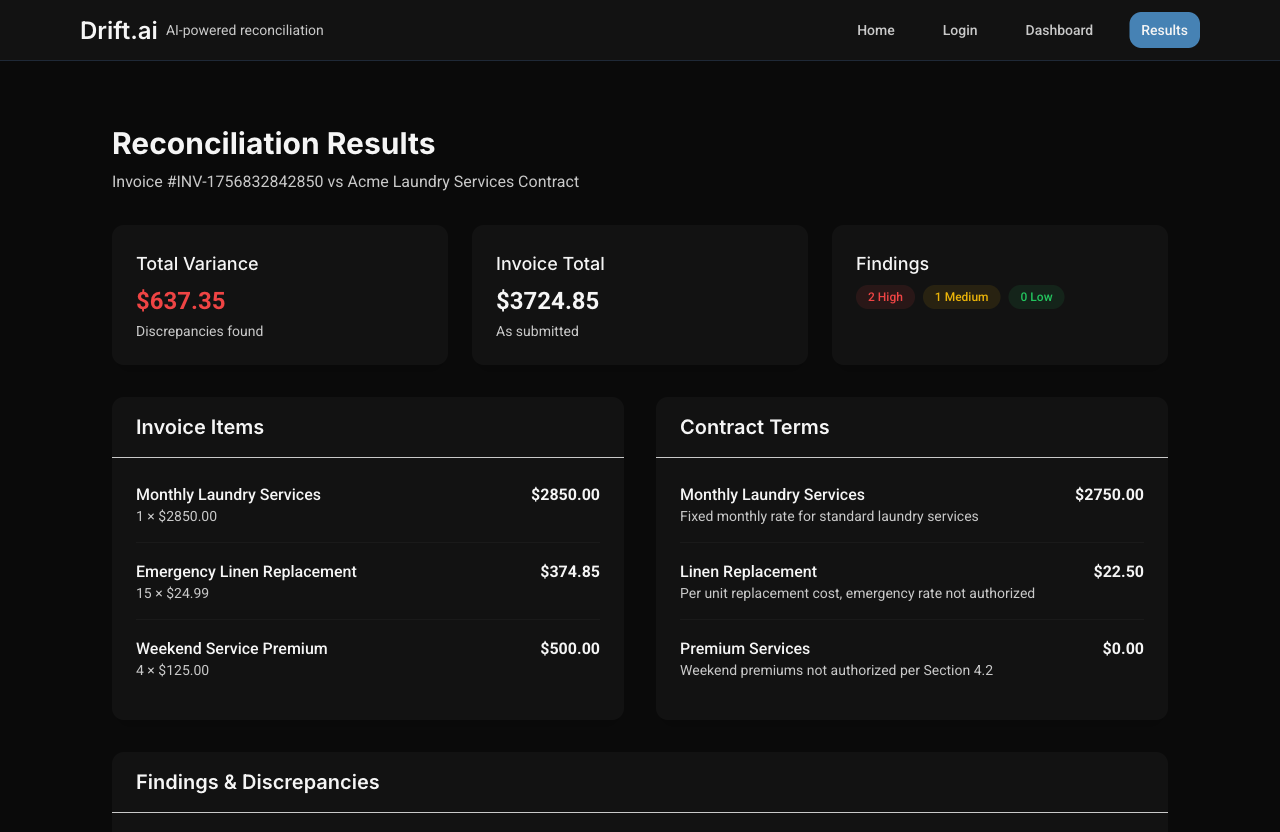 Drift.ai AI-powered reconciliation Home Login Dashboard Results
Reconciliation Results
Invoice #INV-1756832842850 vs Acme Laundry Services Contract
Total Variance
$637.35
Discrepancies found
Invoice Total
$3724.85
As submitted
Findings
2 High 1 Medium 0 Low
Invoice Items
Monthly Laundry Services $2850.00
1 × $2850.00
Emergency Linen Replacement $374.85
15 × $24.99
Weekend Service Premium $500.00
4 × $125.00
Contract Terms
Monthly Laundry Services $2750.00
Fixed monthly rate for standard laundry services
Linen Replacement $22.50
Per unit replacement cost, emergency rate not authorized
Premium Services $0.00
Weekend premiums not authorized per Section 4.2
Findings & Discrepancies